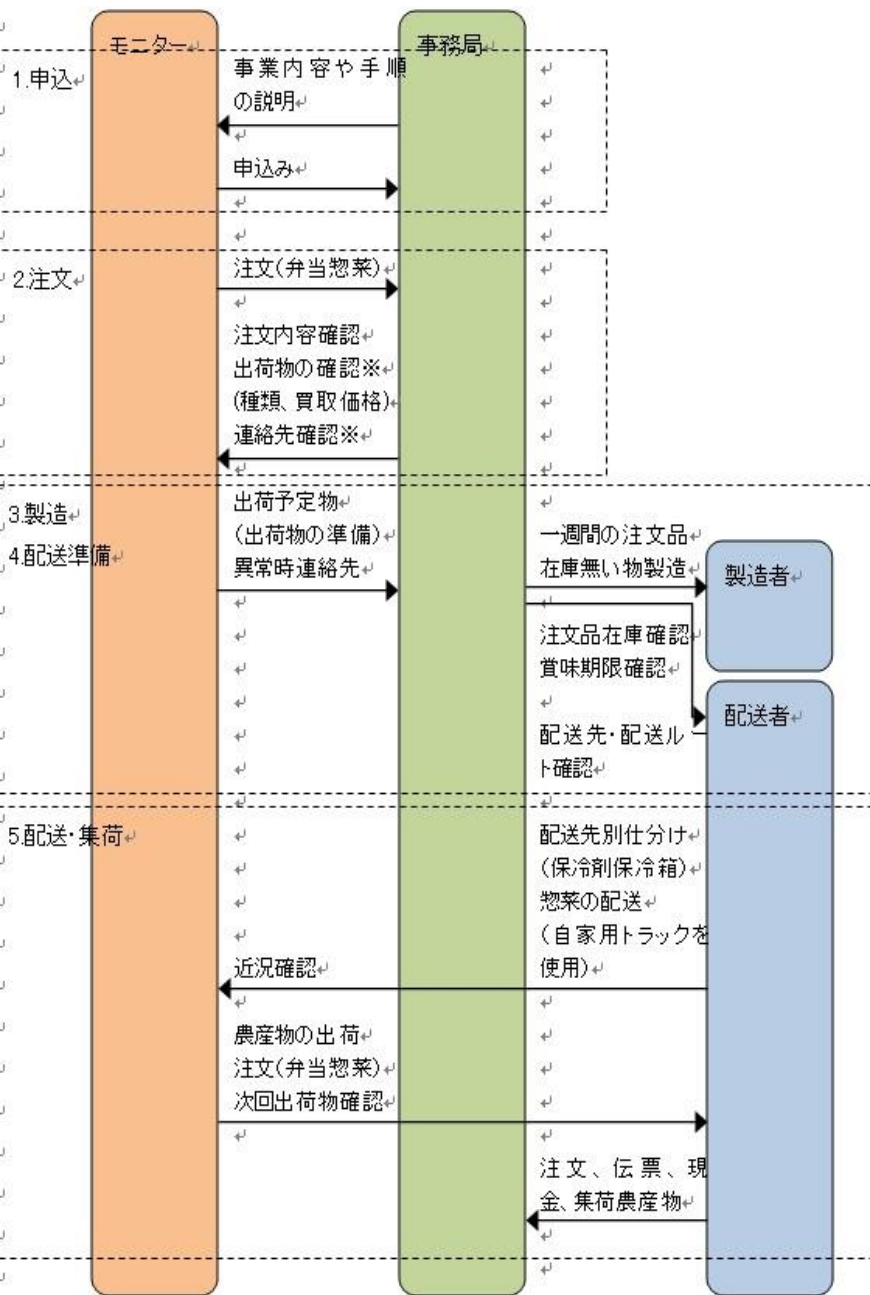 モニター
事務局
1.申込
事業内容や手順
の説明
申込み
2.注文
注文(弁当惣菜)
注文内容確認
出荷物の確認※
(種類、買取価格)
連絡先確認※
3.製造
4.配送準備
出荷予定物
(出荷物の準備)
異常時連絡先
一週間の注文品
在庫無い物製造
製造者
注文品在庫確認
賞味期限確認
配送者
配送先・配送ル
ト確認
5.配送・集荷
配送先別仕分け
(保冷剤保冷箱)
惣菜の配送
(自家用トラックを
使用)
近況確認
農産物の出荷
注文(弁当惣菜)
次回出荷物確認
注文、伝票、現
金、集荷農産物